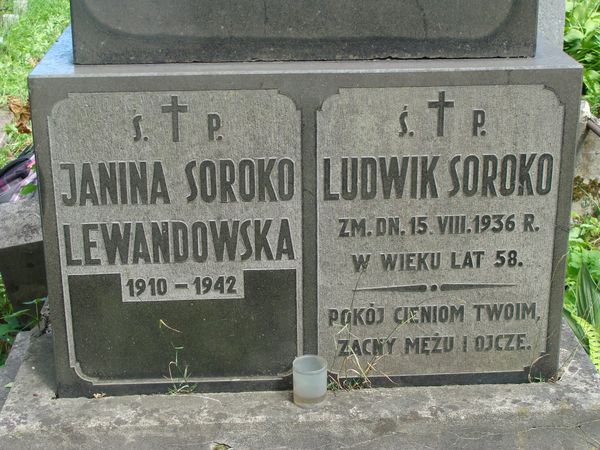 Ś. P.
JANINA SOROKO
LEWANDOWSKA
1910 – 1942
Ś. P.
LUDWIK SOROKO
ZM. DN. 15 VIII. 1936 R.
W WIEKU LAT 58.
POKÓJ CIENIOM TWOIM,
ZACNY MĘŻU I OJCZE.